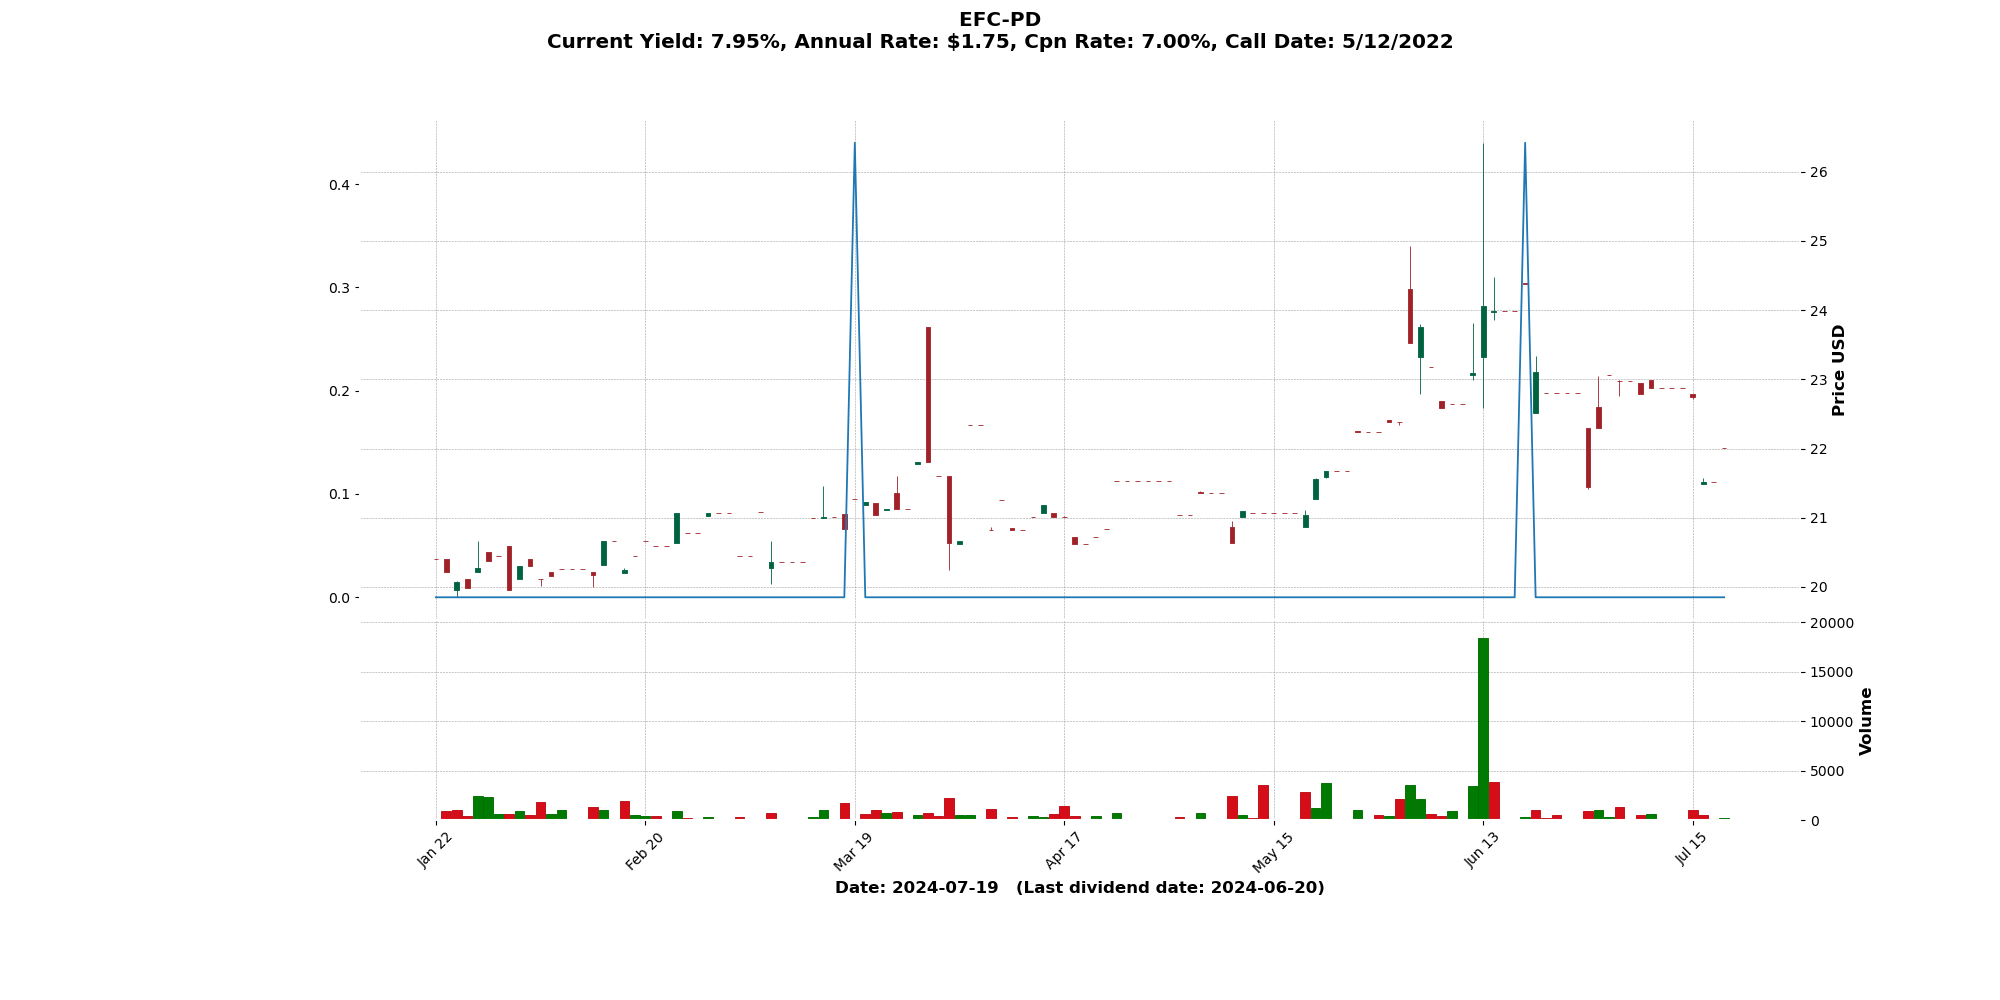 EFC-PD
Current Yield: 7.95%, Annual Rate: $1.75, Cpn Rate: 7.00%, Call Date: 5/12/2022
0.4
0.3
0.2
0.1
0.0
26
25
24
23
22
21
20
Price USD
20000
15000
10000
5000
0
Volume
Jan 22
Feb 20
Mar 19
Apr 17
May 15
Jun 13
Jul 15
Date: 2024-07-19 (Last dividend date: 2024-06-20)